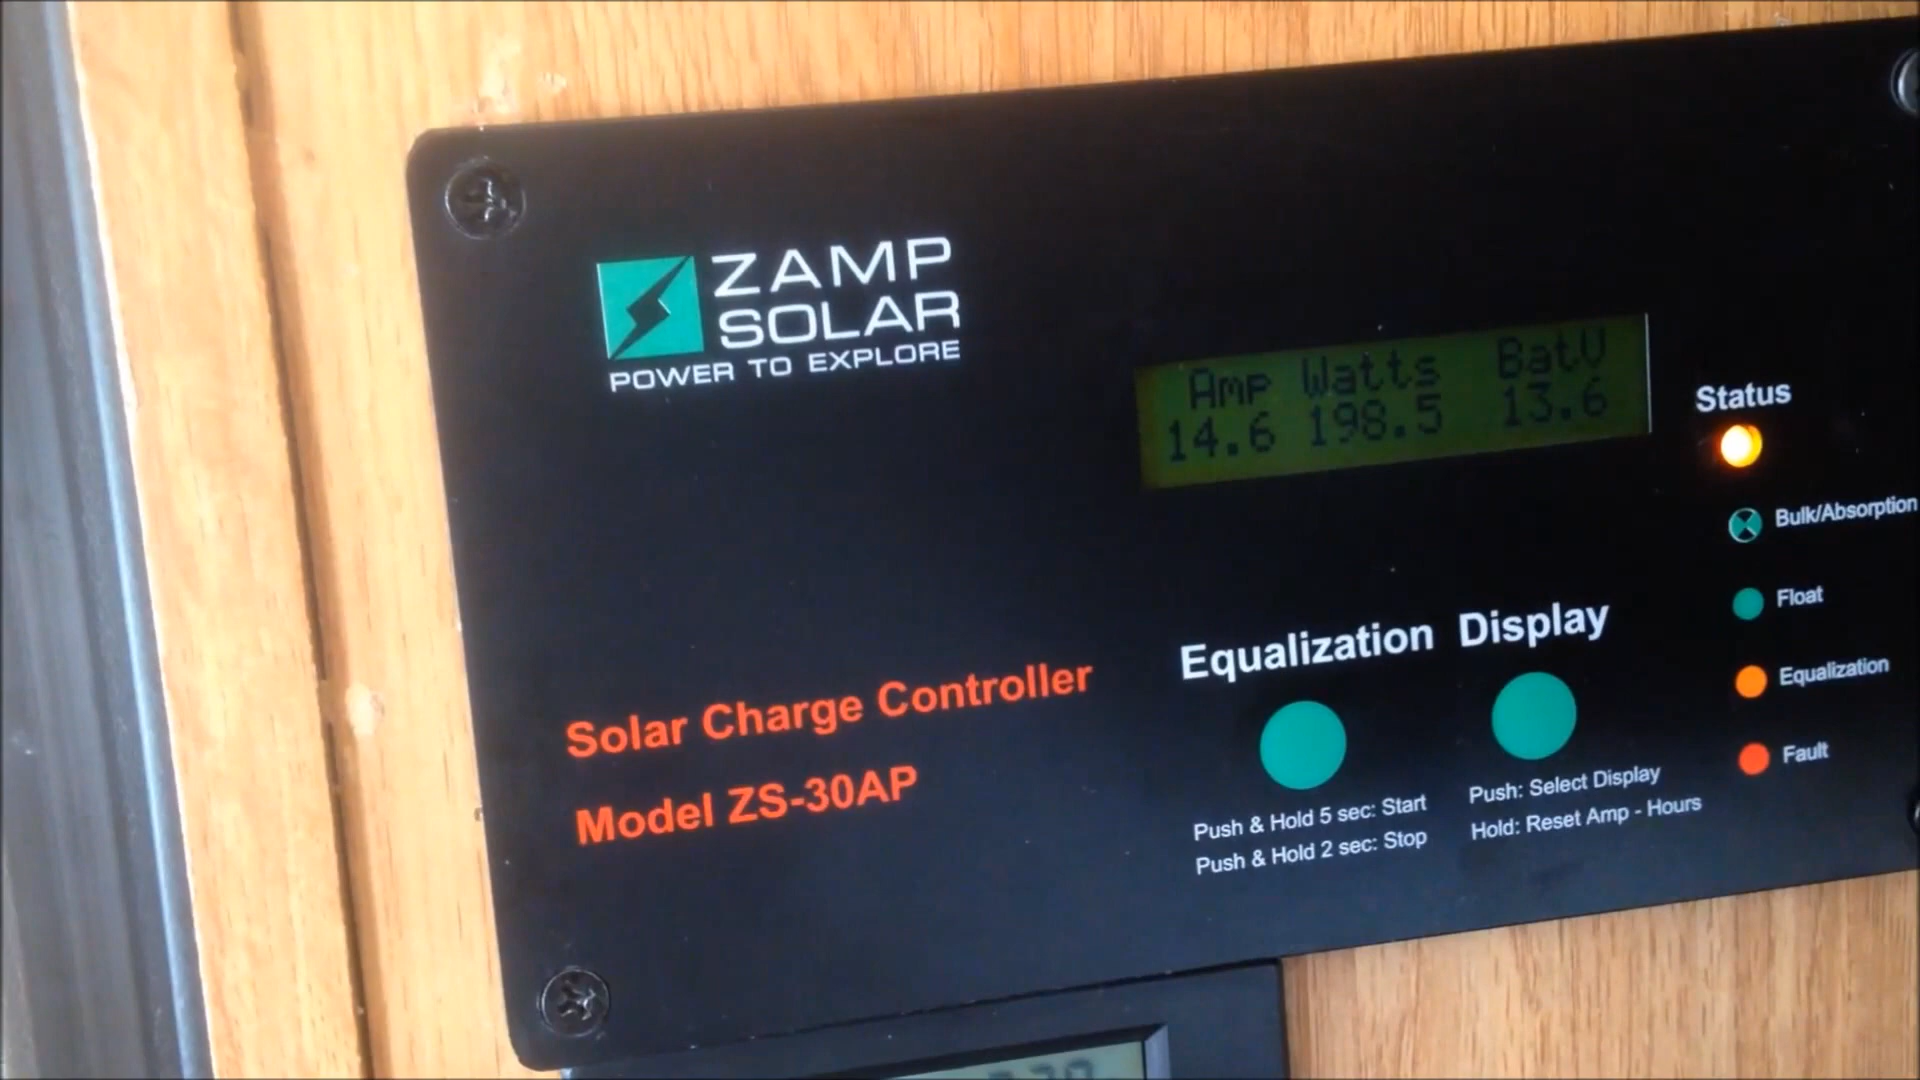 ZAMP
SOLAR
POWER TO EXPLORE
Amp Watts BatV
14.6 198.5 13.6
Status
Bulk/Absorption
Float
Equalization
Fault
Equalization Display
Push & Hold 5 sec: Start
Push & Hold 2 sec: Stop
Push: Select Display
Hold: Reset Amp - Hours
Solar Charge Controller
Model ZS-30AP